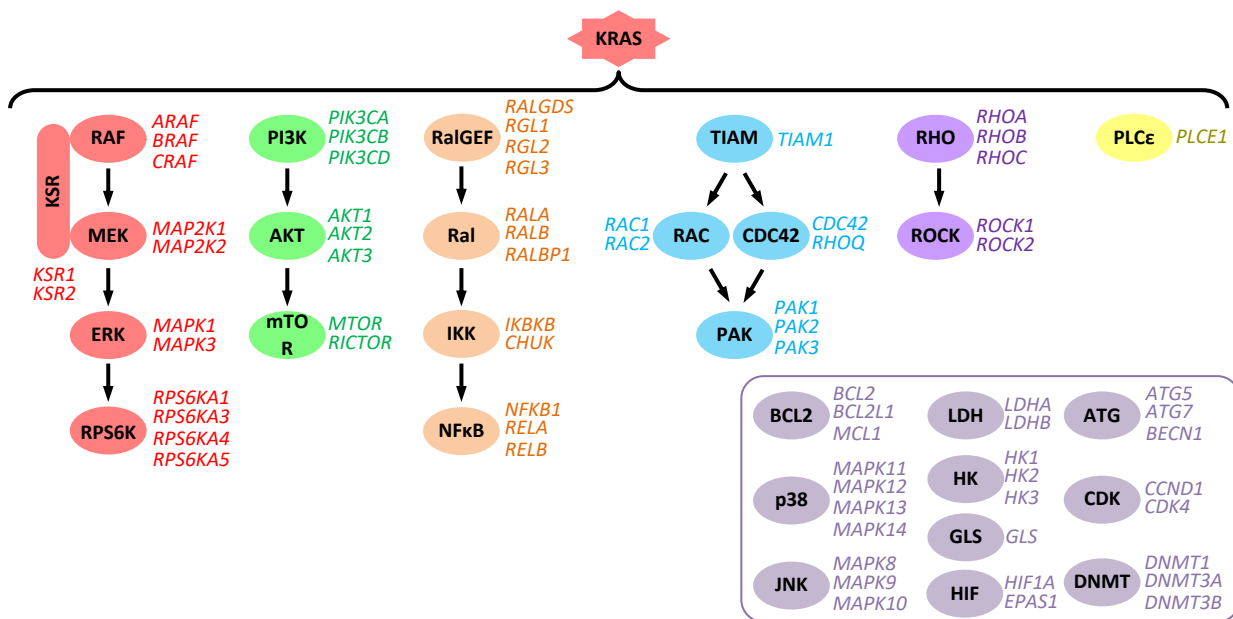 KRAS
KSR
KSR1
KSR2
RAF
ARAF
BRAF
CRAF
MEK
MAP2K1
MAP2K2
ERK
MAPK1
MAPK3
RPS6K
RPS6KA1
RPS6KA3
RPS6KA4
RPS6KA5
PI3K
PIK3CA
PIK3CB
PIK3CD
AKT
AKT1
AKT2
AKT3
mTO
R
MTOR
RICTOR
RalGEF
RALGDS
RGL1
RGL2
RGL3
Ral
RALA
RALB
RALBP1
IKK
IKBKB
CHUK
NFκB
NFKB1
RELA
RELB
TIAM
TIAM1
RAC1
RAC2
RAC
CDC42
CDC42
RHOQ
PAK
PAK1
PAK2
PAK3
RHO
RHOA
RHOB
RHOC
ROCK
ROCK1
ROCK2
PLCε
PLCE1
BCL2
BCL2
BCL2L1
MCL1
p38
MAPK11
MAPK12
MAPK13
MAPK14
JNK
MAPK8
MAPK9
MAPK10
LDH
LDHA
LDHB
HK
HK1
HK2
HK3
GLS
GLS
HIF
HIF1A
EPAS1
ATG
ATG5
ATG7
BECN1
CDK
CCND1
CDK4
DNMT
DNMT1
DNMT3A
DNMT3B